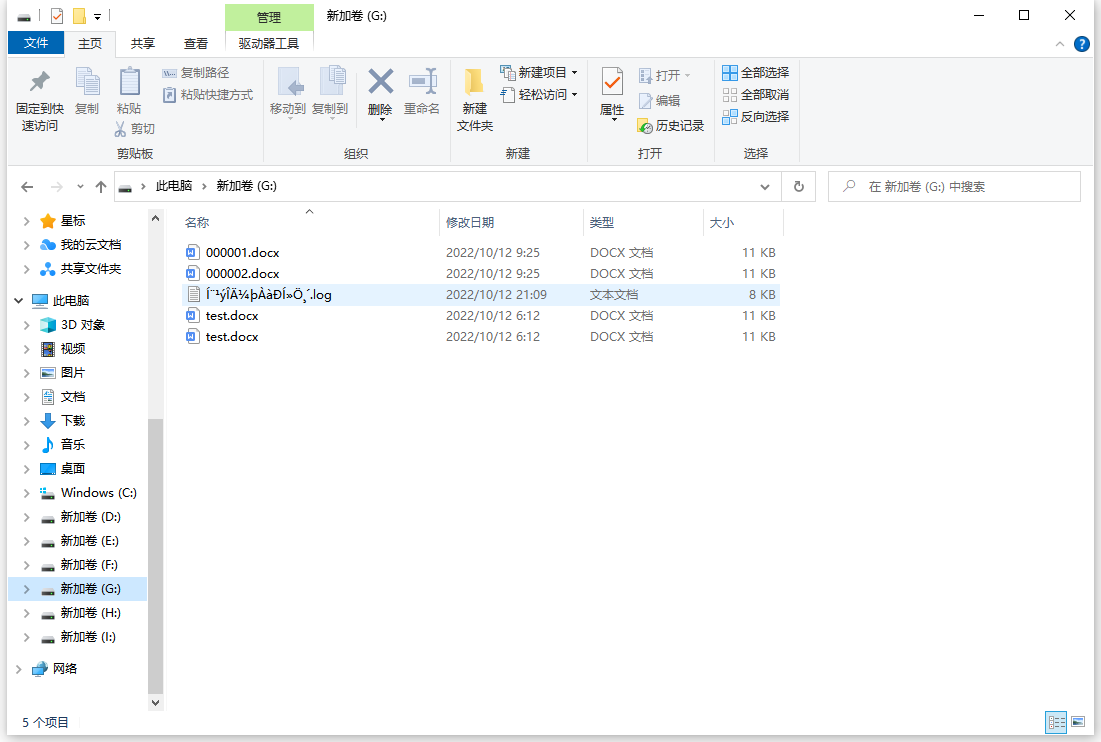 管理
新加卷 (G:)
文件
主页
共享
查看
驱动器工具
固定到快
速访问
复制
粘贴
复制路径
粘贴快捷方式
剪切
剪贴板
移动到
复制到
删除
重命名
组织
新建
文件夹
新建项目
轻松访问
新建
属性
打开
编辑
历史记录
打开
全部选择
全部取消
反向选择
选择
此电脑
新加卷 (G:)
在 新加卷 (G:) 中搜索
星标
我的云文档
共享文件夹
此电脑
3D 对象
视频
图片
文档
下载
音乐
桌面
Windows (C:)
新加卷 (D:)
新加卷 (E:)
新加卷 (F:)
新加卷 (G:)
新加卷 (H:)
新加卷 (I:)
网络
名称 修改日期 类型 大小
000001.docx 2022/10/12 9:25 DOCX 文档 11 KB
000002.docx 2022/10/12 9:25 DOCX 文档 11 KB
Í¨¹ýÎÄ¼þÀàÐÍ»Ö¸´.log 2022/10/12 21:09 文本文档 8 KB
test.docx 2022/10/12 6:12 DOCX 文档 11 KB
test.docx 2022/10/12 6:12 DOCX 文档 11 KB
5 个项目